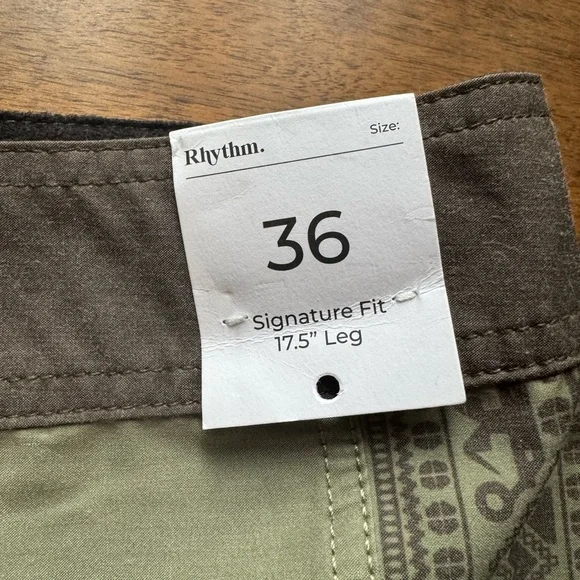 Rhythm.
Size:
36
Signature Fit
17.5” Leg